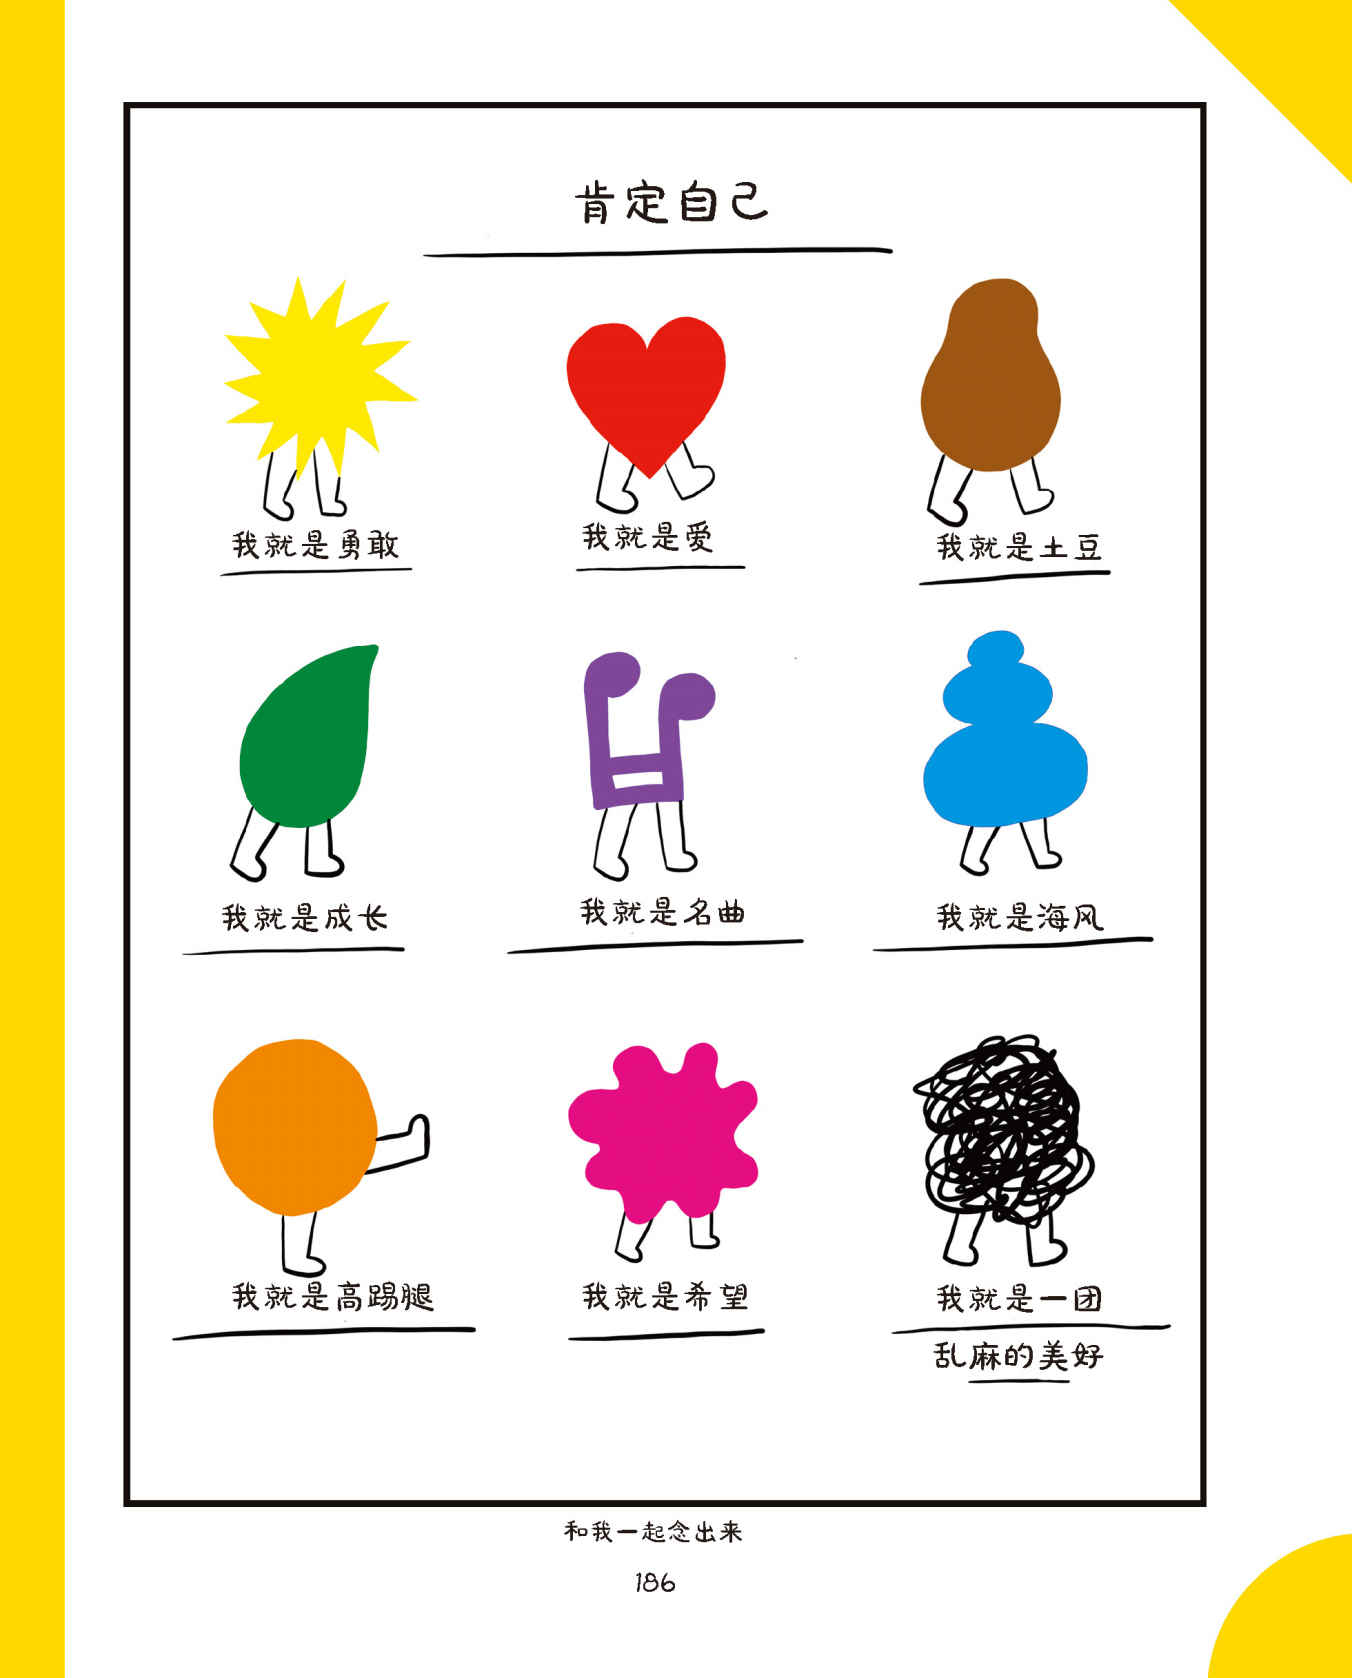 肯定自己
我就是勇敢
我就是爱
我就是土豆
我就是成长
我就是名曲
我就是海风
我就是高踢腿
我就是希望
我就是一团
乱麻的美好
和我一起念出来
186